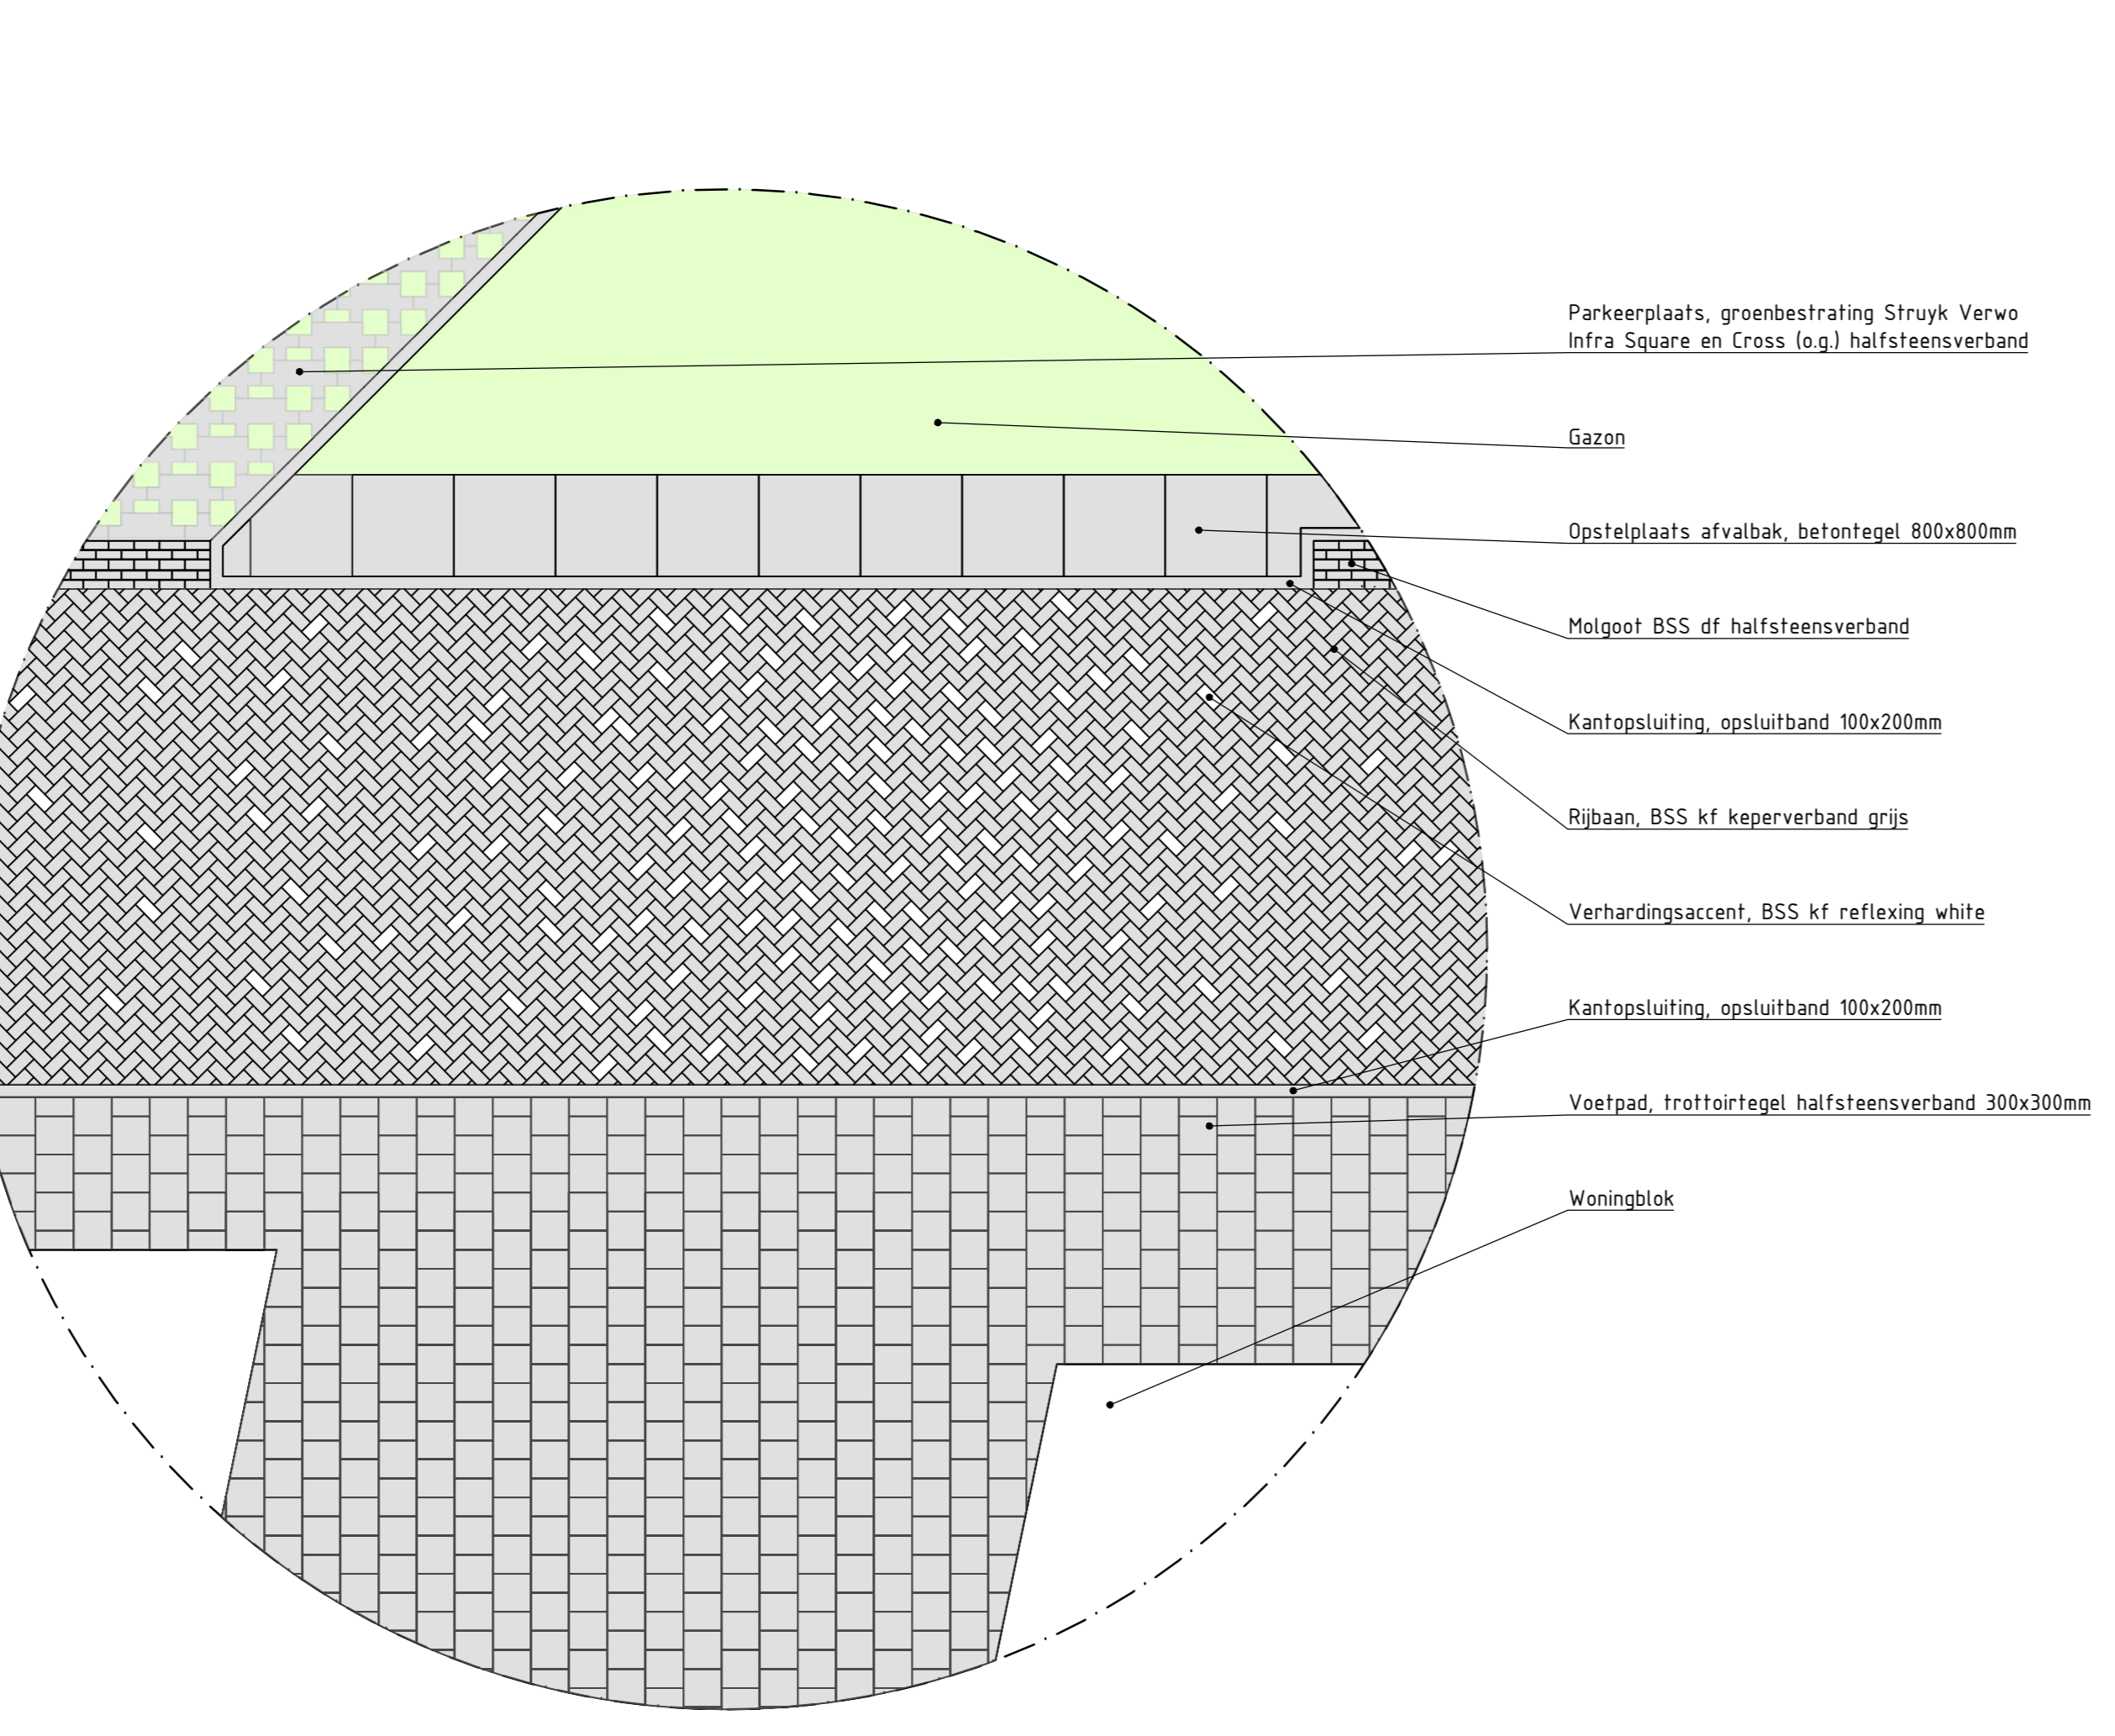 Parkeerplaats, groenbestrating Struyk Verwo
Infra Square en Cross (o.g.) halfsteensverband
Gazon
Opstelplaats afvalbak, betontegel 800x800mm
Molgoot BSS df halfsteensverband
Kantopsluiting, opsluitband 100x200mm
Rijbaan, BSS kf keperverband grijs
Verhardingsaccent, BSS kf reflexing white
Kantopsluiting, opsluitband 100x200mm
Voetpad, trottoirtegel halfsteensverband 300x300mm
Woningblok